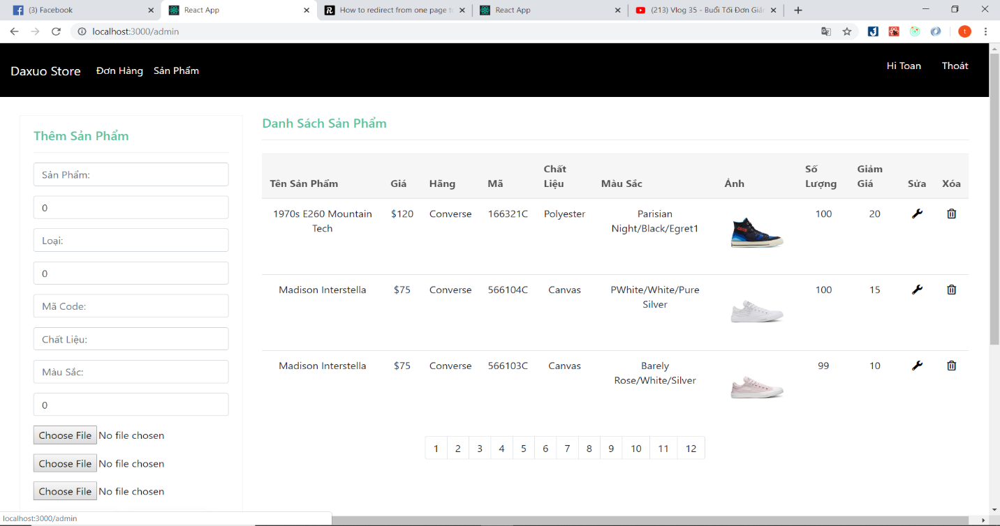 (3) Facebook
React App
How to redirect from one page to
React App
(213) Vlog 35 - Buổi Tối Đơn Giản
localhost:3000/admin
t
Daxuo Store
Đơn Hàng
Sản Phẩm
Hi Toan
Thoát
Thêm Sản Phẩm
Sản Phẩm:
0
Loại:
0
Mã Code:
Chất Liệu:
Màu Sắc:
0
Choose File No file chosen
Choose File No file chosen
Choose File No file chosen
Danh Sách Sản Phẩm
Tên Sản Phẩm Giá Hãng Mã Chất Liệu Màu Sắc Ảnh Số Lượng Giảm Giá Sửa Xóa
1970s E260 Mountain $120 Converse 166321C Polyester Parisian 100 20
Tech Night/Black/Egret1
Madison Interstella $75 Converse 566104C Canvas PWhite/White/Pure 100 15
Silver
Madison Interstella $75 Converse 566103C Canvas Barely 99 10
Rose/White/Silver
1 2 3 4 5 6 7 8 9 10 11 12
localhost:3000/admin